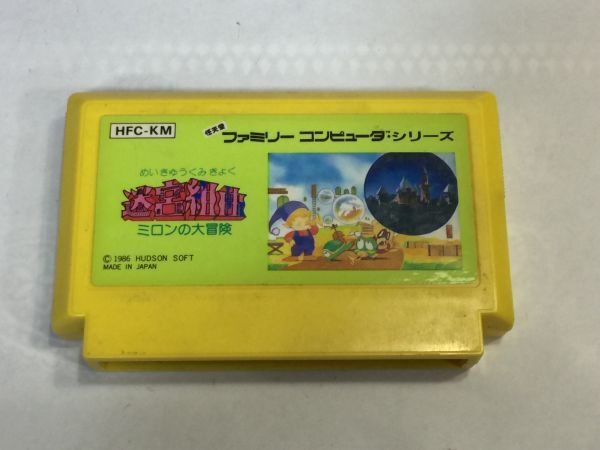 HFC-KM
任天堂 ファミリー コンピュータ・シリーズ
めいきゅうくみきょく
迷宮組曲
ミロンの大冒険
© 1986 HUDSON SOFT
MADE IN JAPAN